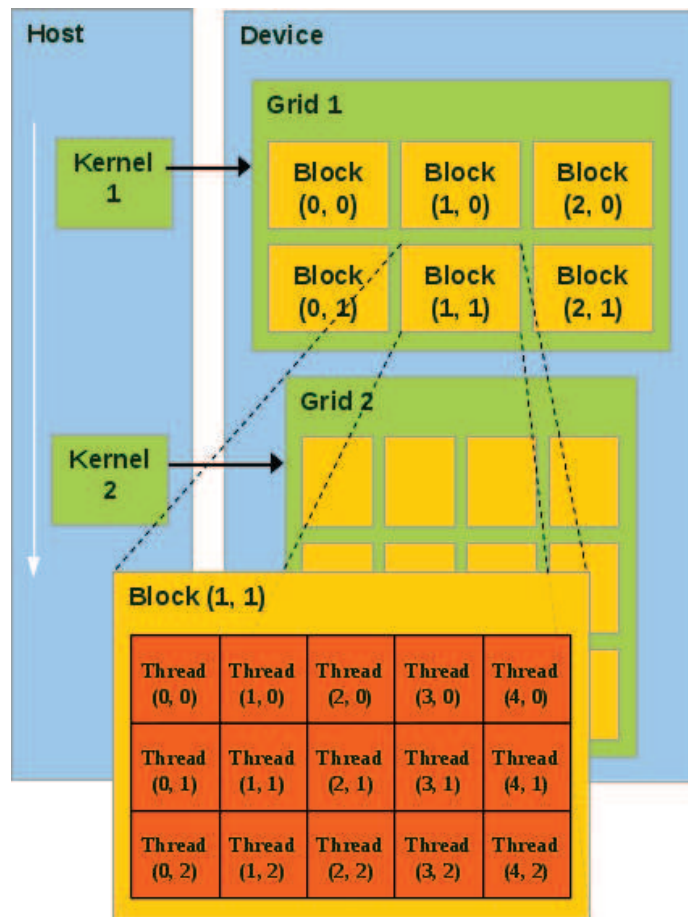 Host
Device
Grid 1
Kernel
1
Block
(0, 0)
Block
(1, 0)
Block
(2, 0)
Block
(0, 1)
Block
(1, 1)
Block
(2, 1)
Grid 2
Kernel
2
Block (1, 1)
Thread
(0, 0)
Thread
(1, 0)
Thread
(2, 0)
Thread
(3, 0)
Thread
(4, 0)
Thread
(0, 1)
Thread
(1, 1)
Thread
(2, 1)
Thread
(3, 1)
Thread
(4, 1)
Thread
(0, 2)
Thread
(1, 2)
Thread
(2, 2)
Thread
(3, 2)
Thread
(4, 2)